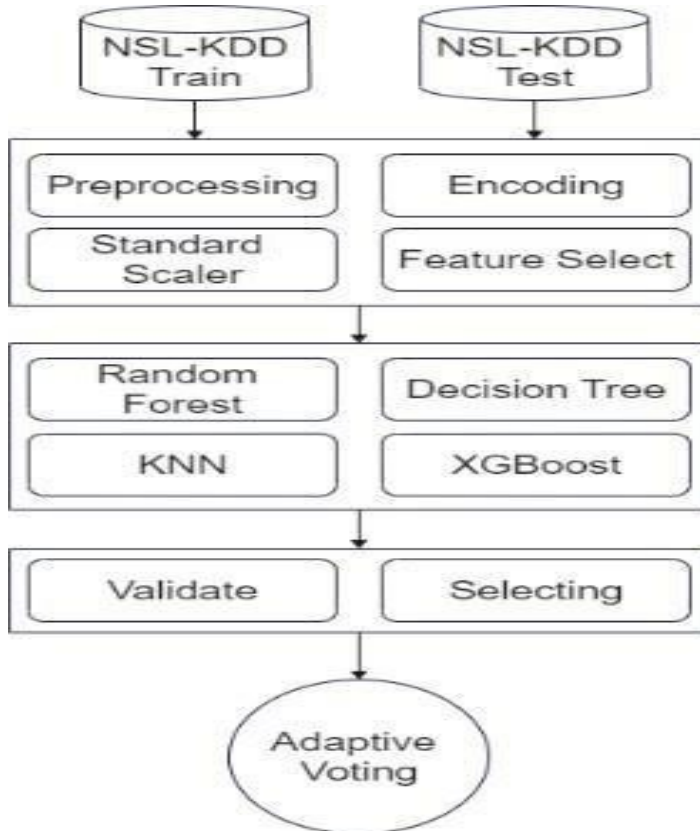 NSL-KDD
Train
NSL-KDD
Test
Preprocessing
Encoding
Standard
Scaler
Feature Select
Random
Forest
Decision Tree
KNN
XGBoost
Validate
Selecting
Adaptive
Voting